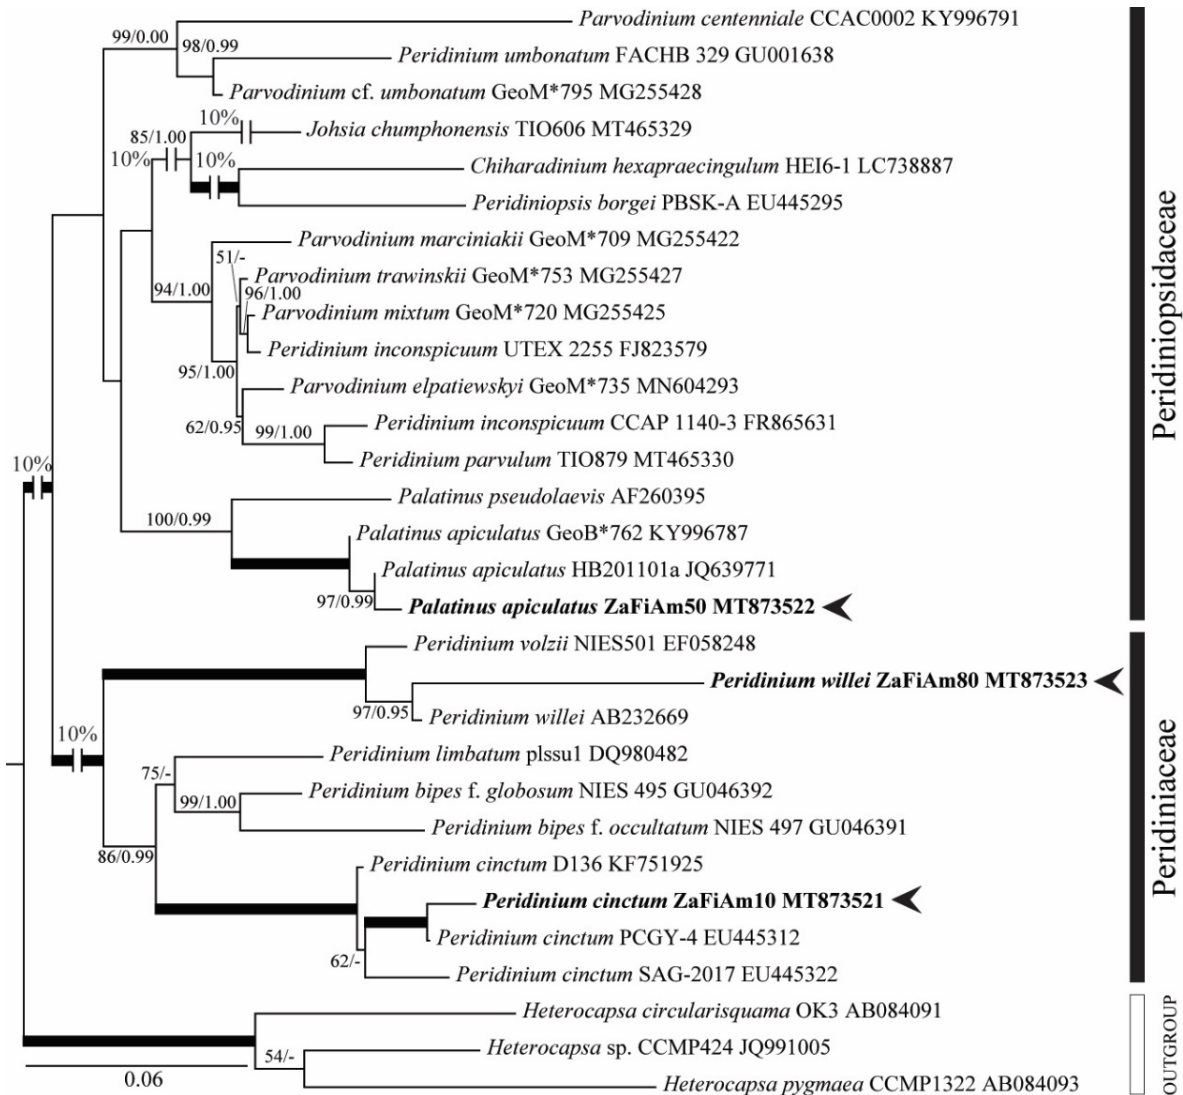 Parvodinium centenniale CCAC0002 KY996791
99/0.00
98/0.99
Peridinium umbonatum FACHB 329 GU001638
Parvodinium cf. umbonatum GeoM*795 MG255428
10%
Johsia chumphonensis TIO606 MT465329
85/1.00
10%
10%
Chiharadinium hexapraecingulum HEI6-1 LC738887
Peridiniopsis borgei PBSK-A EU445295
Parvodinium marciniakii GeoM*709 MG255422
51/-
Parvodinium trawinskii GeoM*753 MG255427
94/1.00
96/1.00
Parvodinium mixtum GeoM*720 MG255425
Peridinium inconspicuum UTEX 2255 FJ823579
95/1.00
Parvodinium elpatiewskyi GeoM*735 MN604293
62/0.95
99/1.00
Peridinium inconspicuum CCAP 1140-3 FR865631
Peridinium parvulum TIO879 MT465330
10%
Palatinus pseudolaevis AF260395
100/0.99
Palatinus apiculatus GeoB*762 KY996787
Palatinus apiculatus HB201101a JQ639771
97/0.99
Palatinus apiculatus ZaFiAm50 MT873522
Peridiniopsidaceae
Peridinium volzii NIES501 EF058248
Peridinium willei ZaFiAm80 MT873523
97/0.95
Peridinium willei AB232669
10%
Peridinium limbatum plssu1 DQ980482
75/-
Peridinium bipes f. globosum NIES 495 GU046392
99/1.00
Peridinium bipes f. occultatum NIES 497 GU046391
86/0.99
Peridinium cinctum D136 KF751925
Peridinium cinctum ZaFiAm10 MT873521
Peridinium cinctum PCGY-4 EU445312
62/-
Peridinium cinctum SAG-2017 EU445322
Peridiniaceae
Heterocapsa circularisquama OK3 AB084091
Heterocapsa sp. CCMP424 JQ991005
54/-
Heterocapsa pygmaea CCMP1322 AB084093
0.06
OUTGROUP